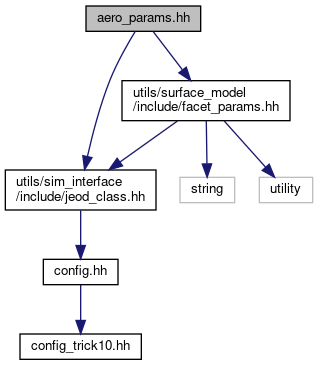 aero_params.hh
utils/surface_model
/include/facet_params.hh
utils/sim_interface
/include/jeod_class.hh
string
utility
config.hh
config_trick10.hh